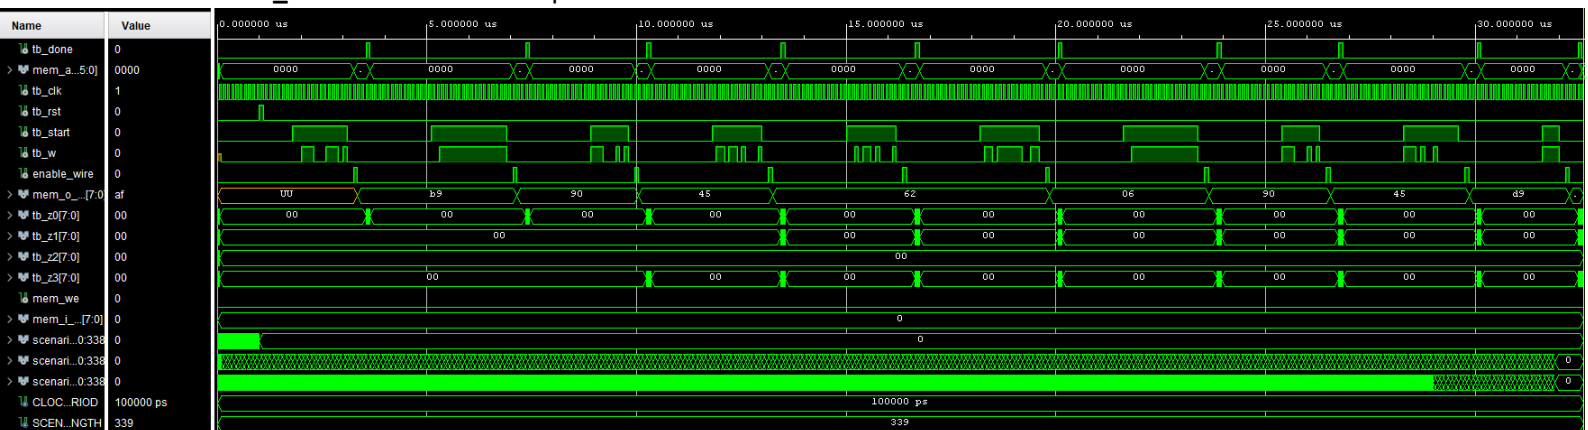 Name Value 0.000000 us 5.000000 us 10.000000 us 15.000000 us 20.000000 us 25.000000 us 30.000000 us
tb_done 0
mem_a...5:0] 0000 0000 0000 0000 0000 0000 0000 0000 0000 0000 0000
tb_clk 1
tb_rst 0
tb_start 0
tb_w 0
enable_wire 0
mem_o_...[7:0 af UU b9 90 45 62 06 90 45 d9
tb_z0[7:0] 00 00 00 00 00 00 00 00 00 00 00
tb_z1[7:0] 00 00 00 00 00 00 00 00
tb_z2[7:0] 00 00
tb_z3[7:0] 00 00 00 00 00 00 00 00 00
mem_we 0
mem_i_...[7:0] 0 0
scenari...0:338 0 0
scenari...0:338 0 0
scenari...0:338 0 0
CLOC...RIOD 100000 ps 100000 ps
SCEN...NGTH 339 339